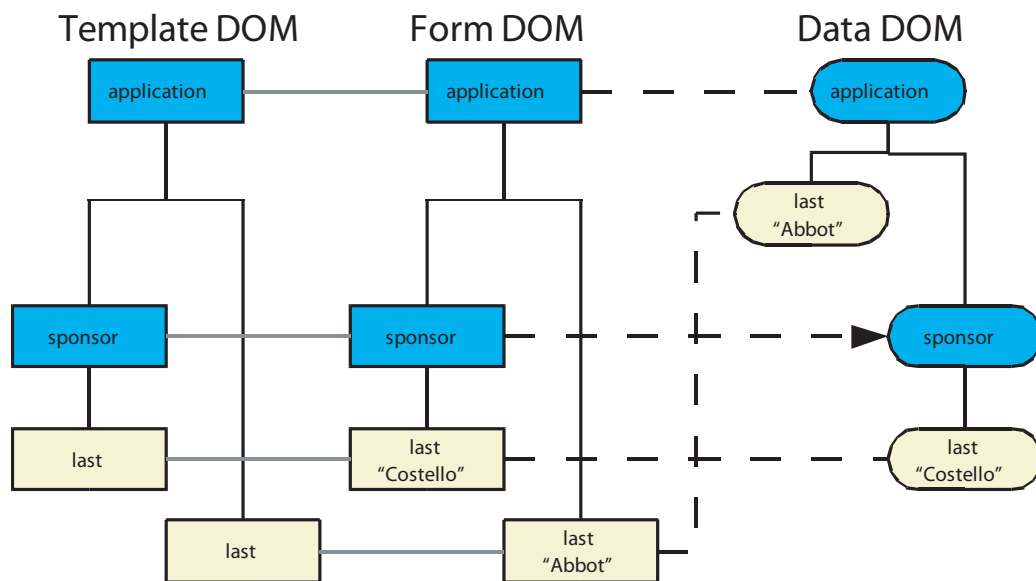 Template DOM
Form DOM
Data DOM
application
application
application
last
“Abbot”
sponsor
sponsor
sponsor
last
last
“Costello”
last
“Costello”
last
last
“Abbot”